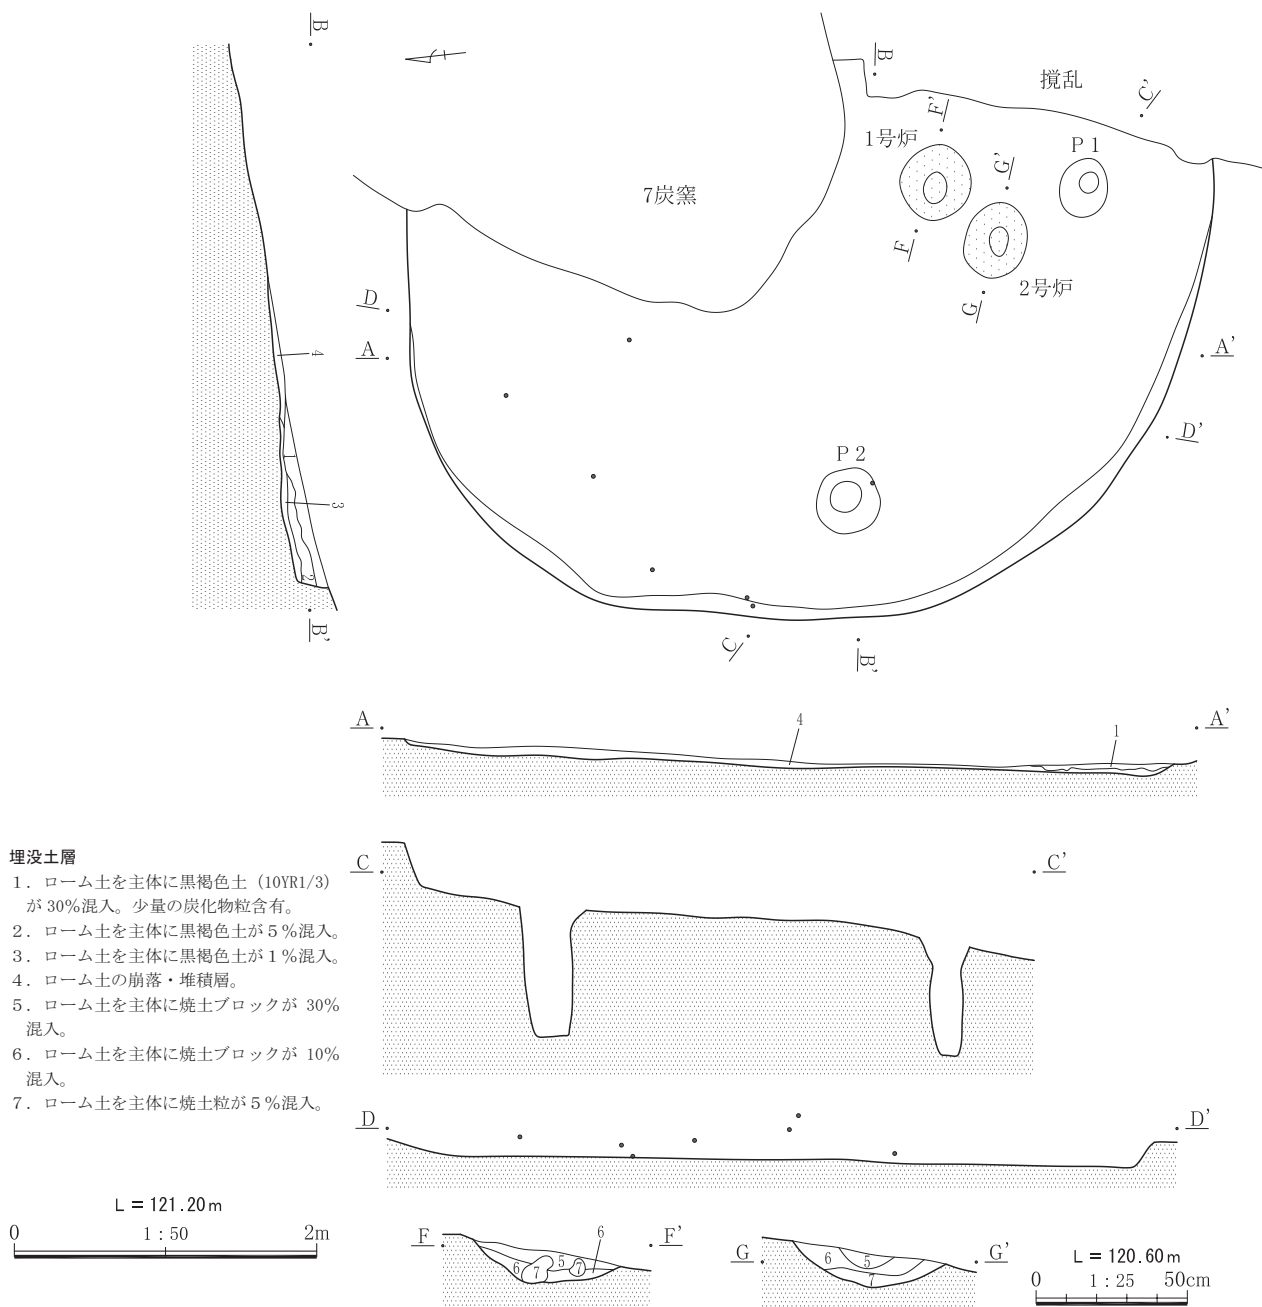 B
B
撹乱
C'
F'
1号炉
G'
P 1
7炭窯
F
2号炉
G
D
A
A'
4
D'
P 2
3
2
B'
C
B'
A
4
1
A'
C
C'
埋没土層
1．ローム土を主体に黒褐色土（10YR1/3）
が 30％混入。少量の炭化物粒含有。
2．ローム土を主体に黒褐色土が５％混入。
3．ローム土を主体に黒褐色土が１％混入。
4．ローム土の崩落・堆積層。
5．ローム土を主体に焼土ブロックが 30％
混入。
6．ローム土を主体に焼土ブロックが 10％
混入。
7．ローム土を主体に焼土粒が５％混入。
D
D'
L = 121.20m
0 1 : 50 2m
F
6
F'
6 7 5 7
G
6 5
7
G'
L = 120.60m
0 1 : 25 50cm